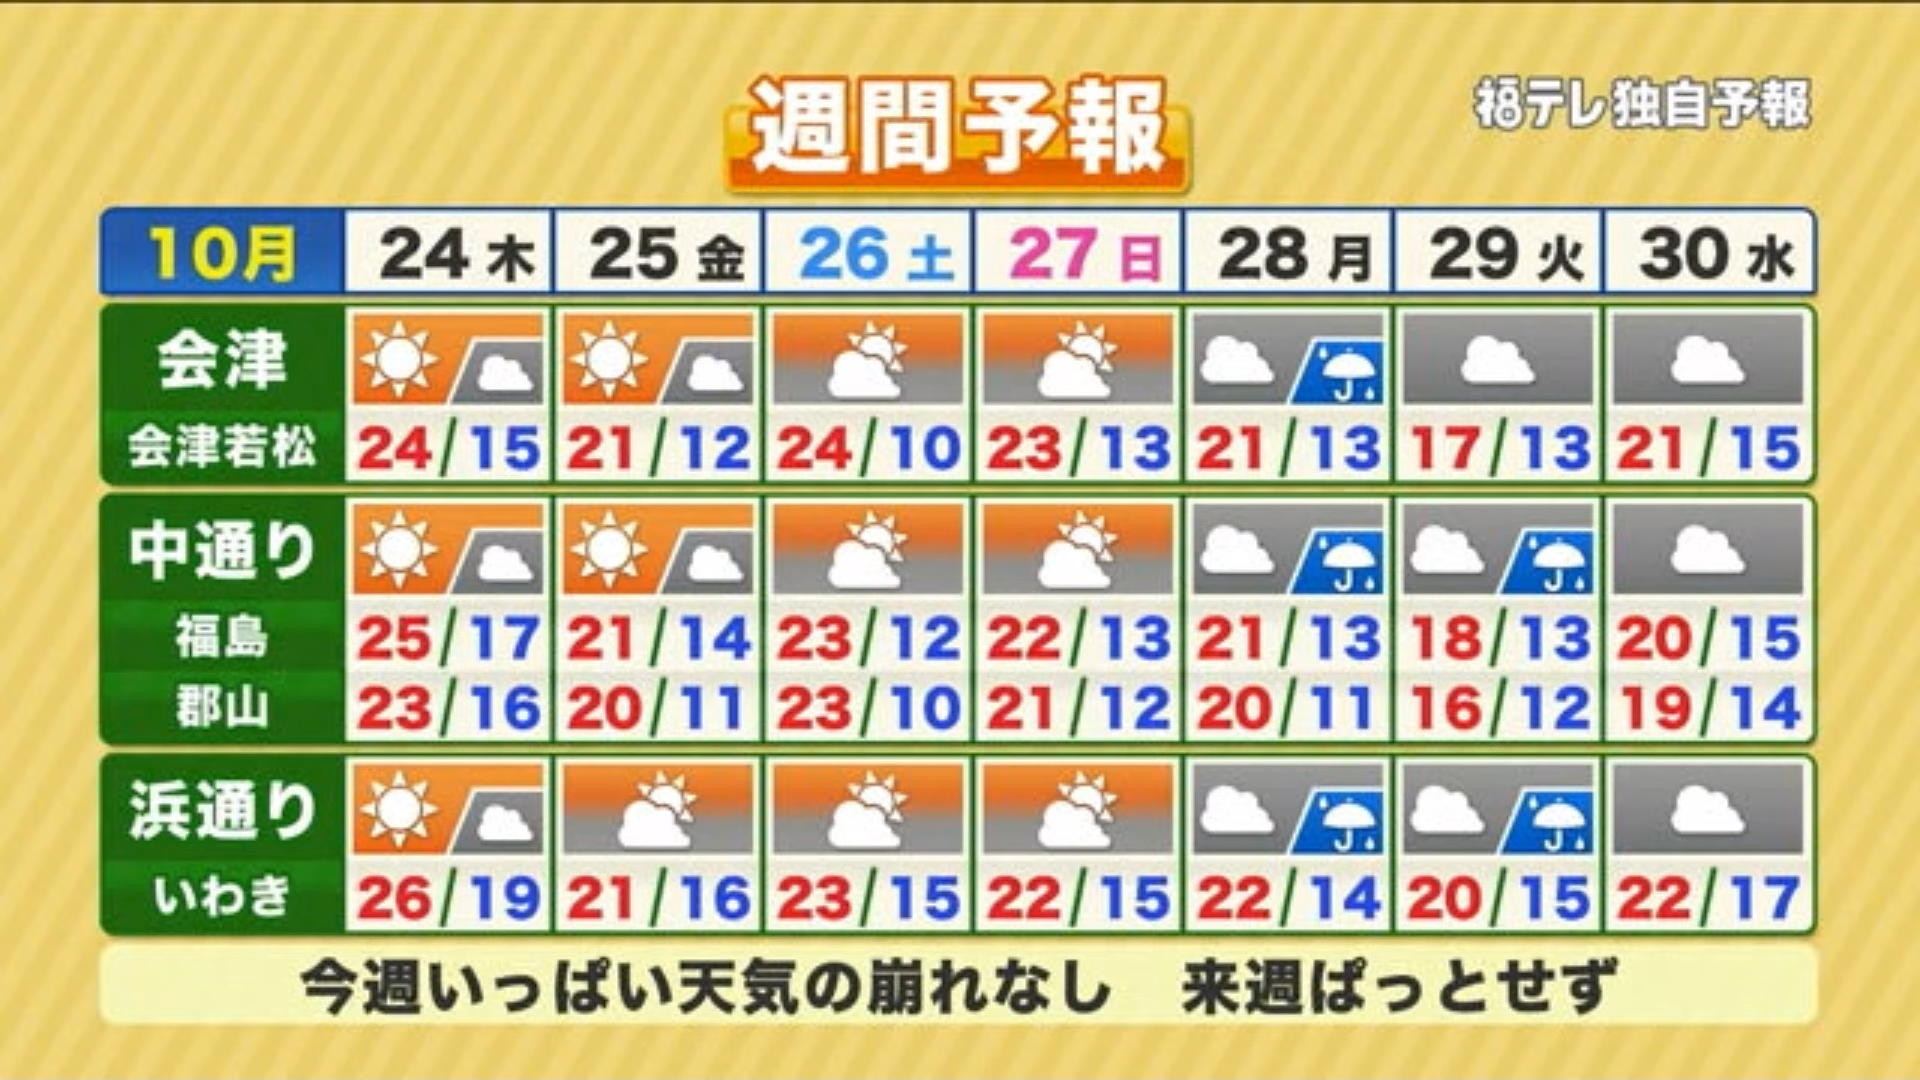 週間予報
福テレ独自予報
10月 24 木 25 金 26 土 27 日 28 月 29 火 30 水
会津
会津若松 24/15 21/12 24/10 23/13 21/13 17/13 21/15
中通り
福島 25/17 21/14 23/12 22/13 21/13 18/13 20/15
郡山 23/16 20/11 23/10 21/12 20/11 16/12 19/14
浜通り
いわき 26/19 21/16 23/15 22/15 22/14 20/15 22/17
今週いっぱい天気の崩れなし 来週ぱっとせず